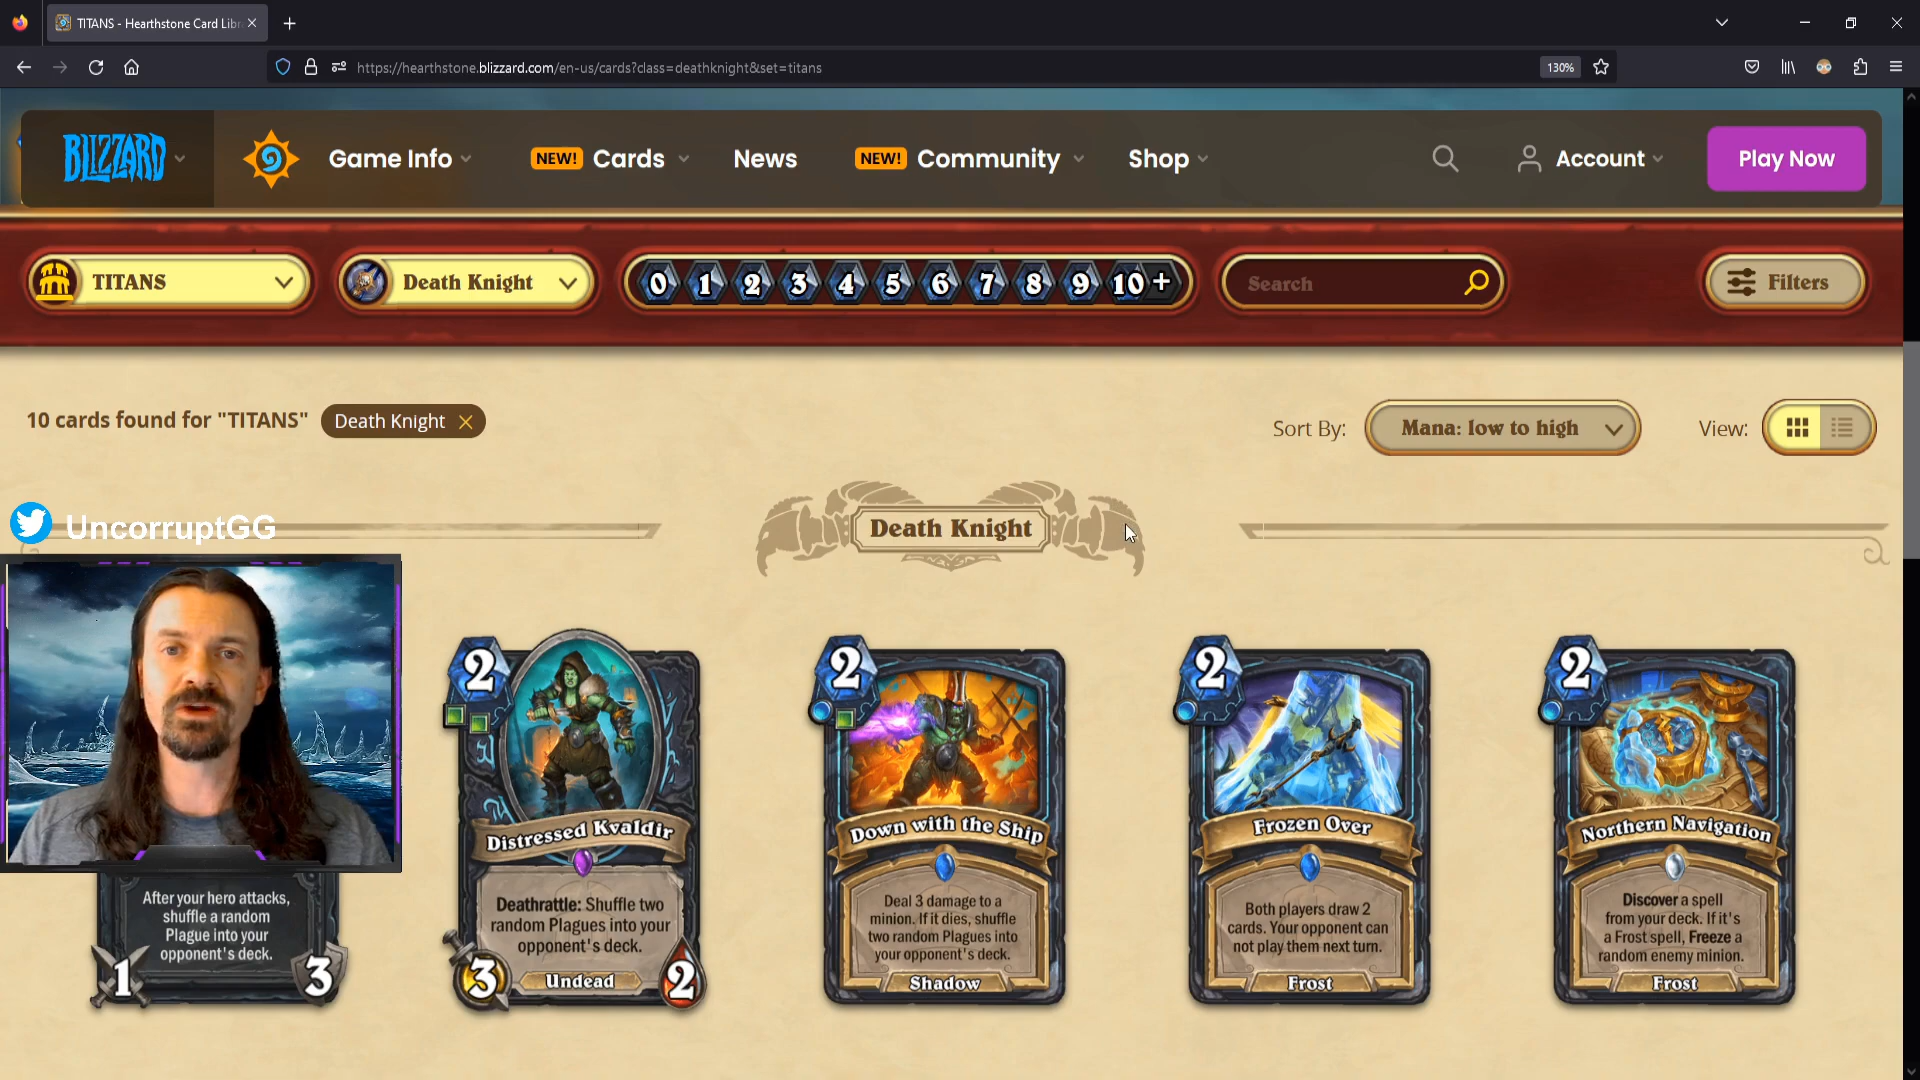 TITANS - Hearthstone Card Libr
https://hearthstone.blizzard.com/en-us/cards?class=deathknight&set=titans
130%
BLIZZARD
Game Info
NEW! Cards
News
NEW! Community
Shop
Account
Play Now
TITANS
Death Knight
0 1 2 3 4 5 6 7 8 9 10 +
Search
Filters
10 cards found for "TITANS"
Death Knight
Sort By:
Mana: low to high
View:
UncorruptGG
Death Knight
After your hero attacks,
shuffle a random
Plague into your
opponent's deck.
1
3
2
Distressed Kvaldir
Deathrattle: Shuffle two
random Plagues into your
opponent's deck.
3
Undead
2
2
Down with the Ship
Deal 3 damage to a
minion. If it dies, shuffle
two random Plagues into
your opponent's deck.
Shadow
2
Frozen Over
Both players draw 2
cards. Your opponent can
not play them next turn.
Frost
2
Northern Navigation
Discover a spell
from your deck. If it's
a Frost spell, Freeze a
random enemy minion.
Frost